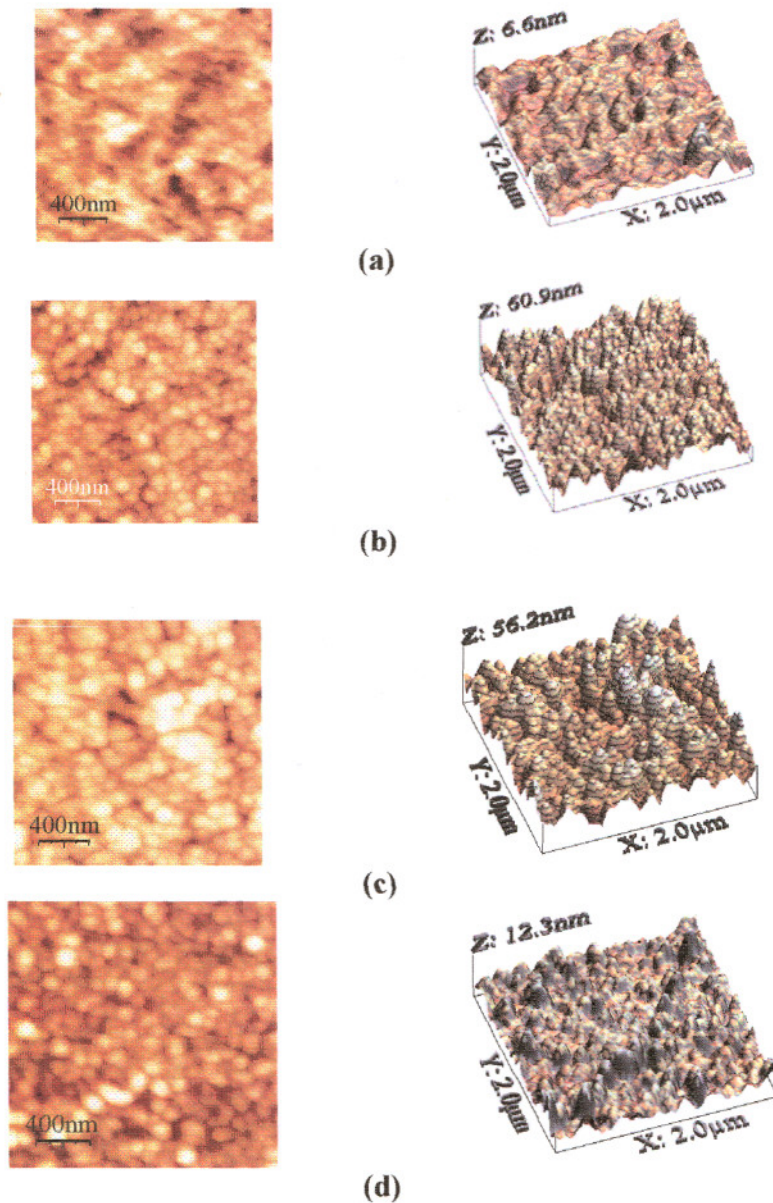 400nm
Z: 6.6nm
Y: 2.0µm
X: 2.0µm
(a)
400nm
Z: 60.9nm
Y: 2.0µm
X: 2.0µm
(b)
400nm
Z: 56.2nm
Y: 2.0µm
X: 2.0µm
(c)
400nm
Z: 12.3nm
Y: 2.0µm
X: 2.0µm
(d)